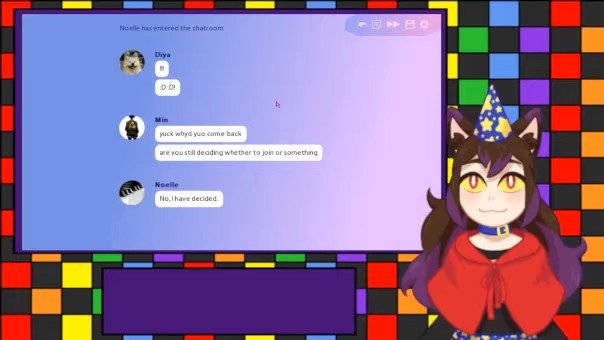 Noelle has entered the chatroom
Diya
!!!
:D :D!
Min
yuck whyd yuo come back
are you still deciding whether to join or something
Noelle
No, I have decided.